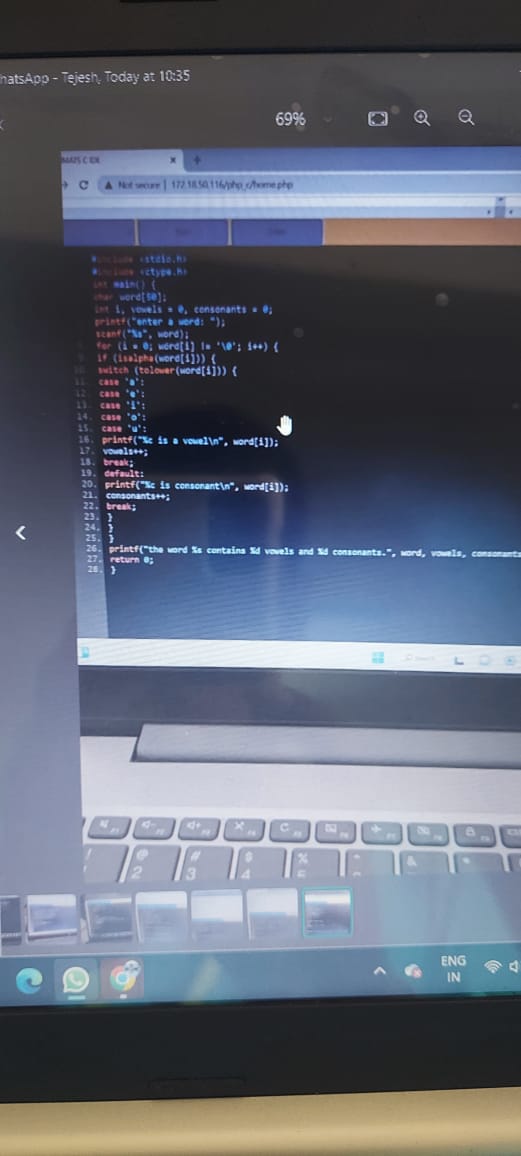 hatsApp - Tejesh, Today at 10:35
69%
MATS C IDE
Not secure | 172.18.50.116/php_c/home.php
#include <stdio.h>
#include <ctype.h>
int main() {
char word[50];
int i, vowels = 0, consonants = 0;
printf("enter a word: ");
scanf("%s", word);
for (i = 0; word[i] != '\0'; i++) {
if (isalpha(word[i])) {
10. switch (tolower(word[i])) {
11. case 'a':
12. case 'e':
13. case 'i':
14. case 'o':
15. case 'u':
16. printf("%c is a vowel\n", word[i]);
17. vowels++;
18. break;
19. default:
20. printf("%c is consonant\n", word[i]);
21. consonants++;
22. break;
23. }
24. }
25. }
26. printf("the word %s contains %d vowels and %d consonants.", word, vowels, consonants
27. return 0;
28. }
! @ # $ % &
2 3 4
ENG
IN